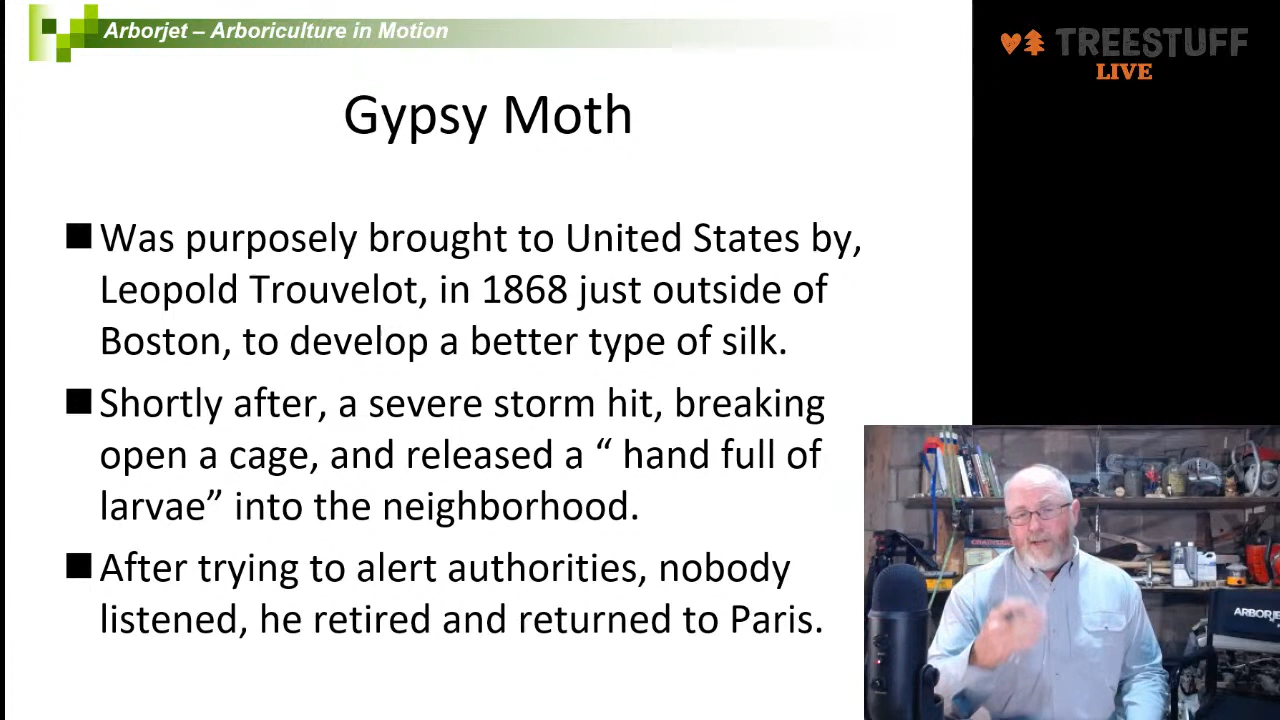 Arborjet – Arboriculture in Motion
TREESTUFF
LIVE
Gypsy Moth
Was purposely brought to United States by,
Leopold Trouvelot, in 1868 just outside of
Boston, to develop a better type of silk.
Shortly after, a severe storm hit, breaking
open a cage, and released a “ hand full of
larvae” into the neighborhood.
After trying to alert authorities, nobody
listened, he retired and returned to Paris.
ARBORJET